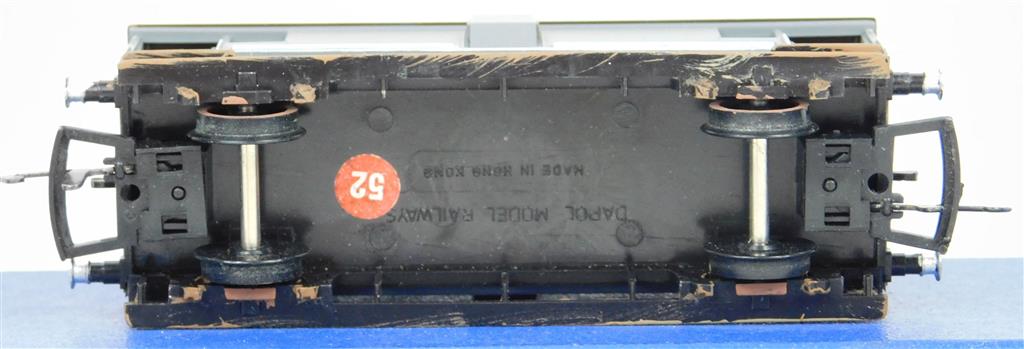 DAPOL MODEL RAILWAYS
MADE IN HONG KONG
52